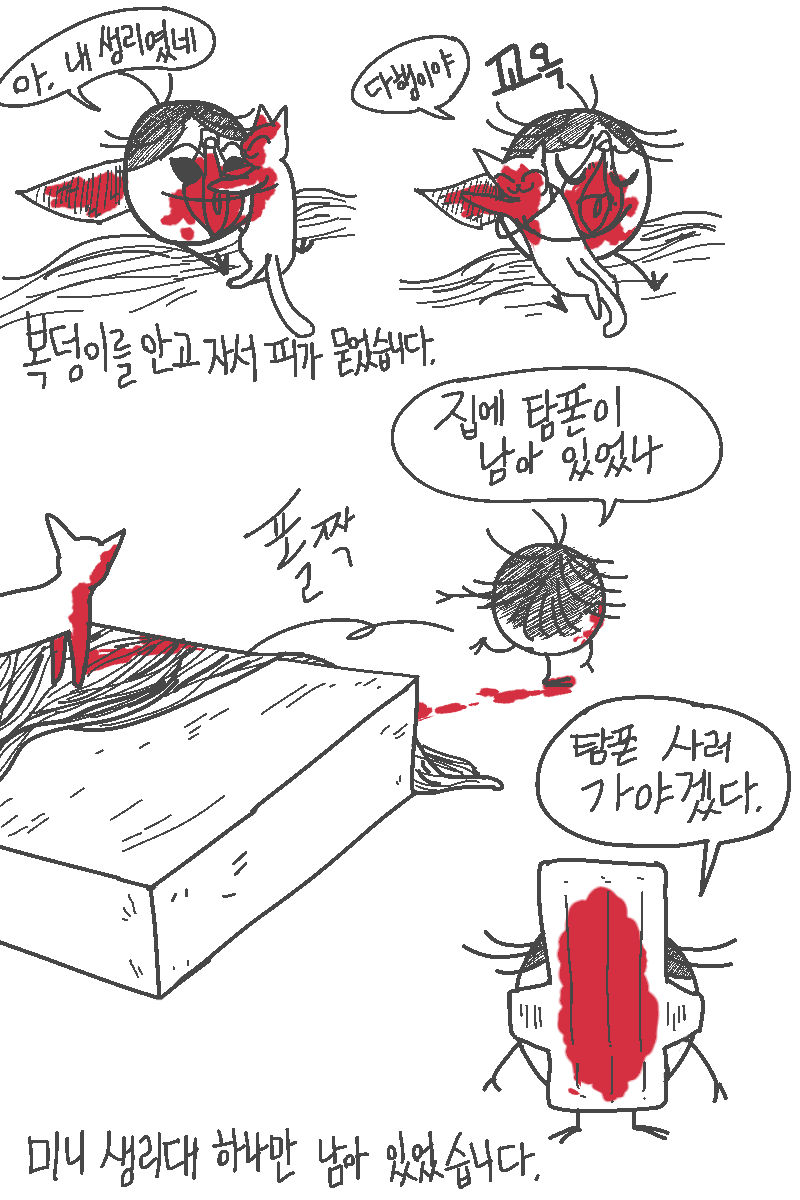 아. 내 생리였네
다행이야
꼬옥
복덩이를 안고 자서 피가 묻었습니다.
집에 탐폰이
남아 있었나
폴짝
탐폰 사러
가야겠다.
미니 생리대 하나만 남아 있었습니다.